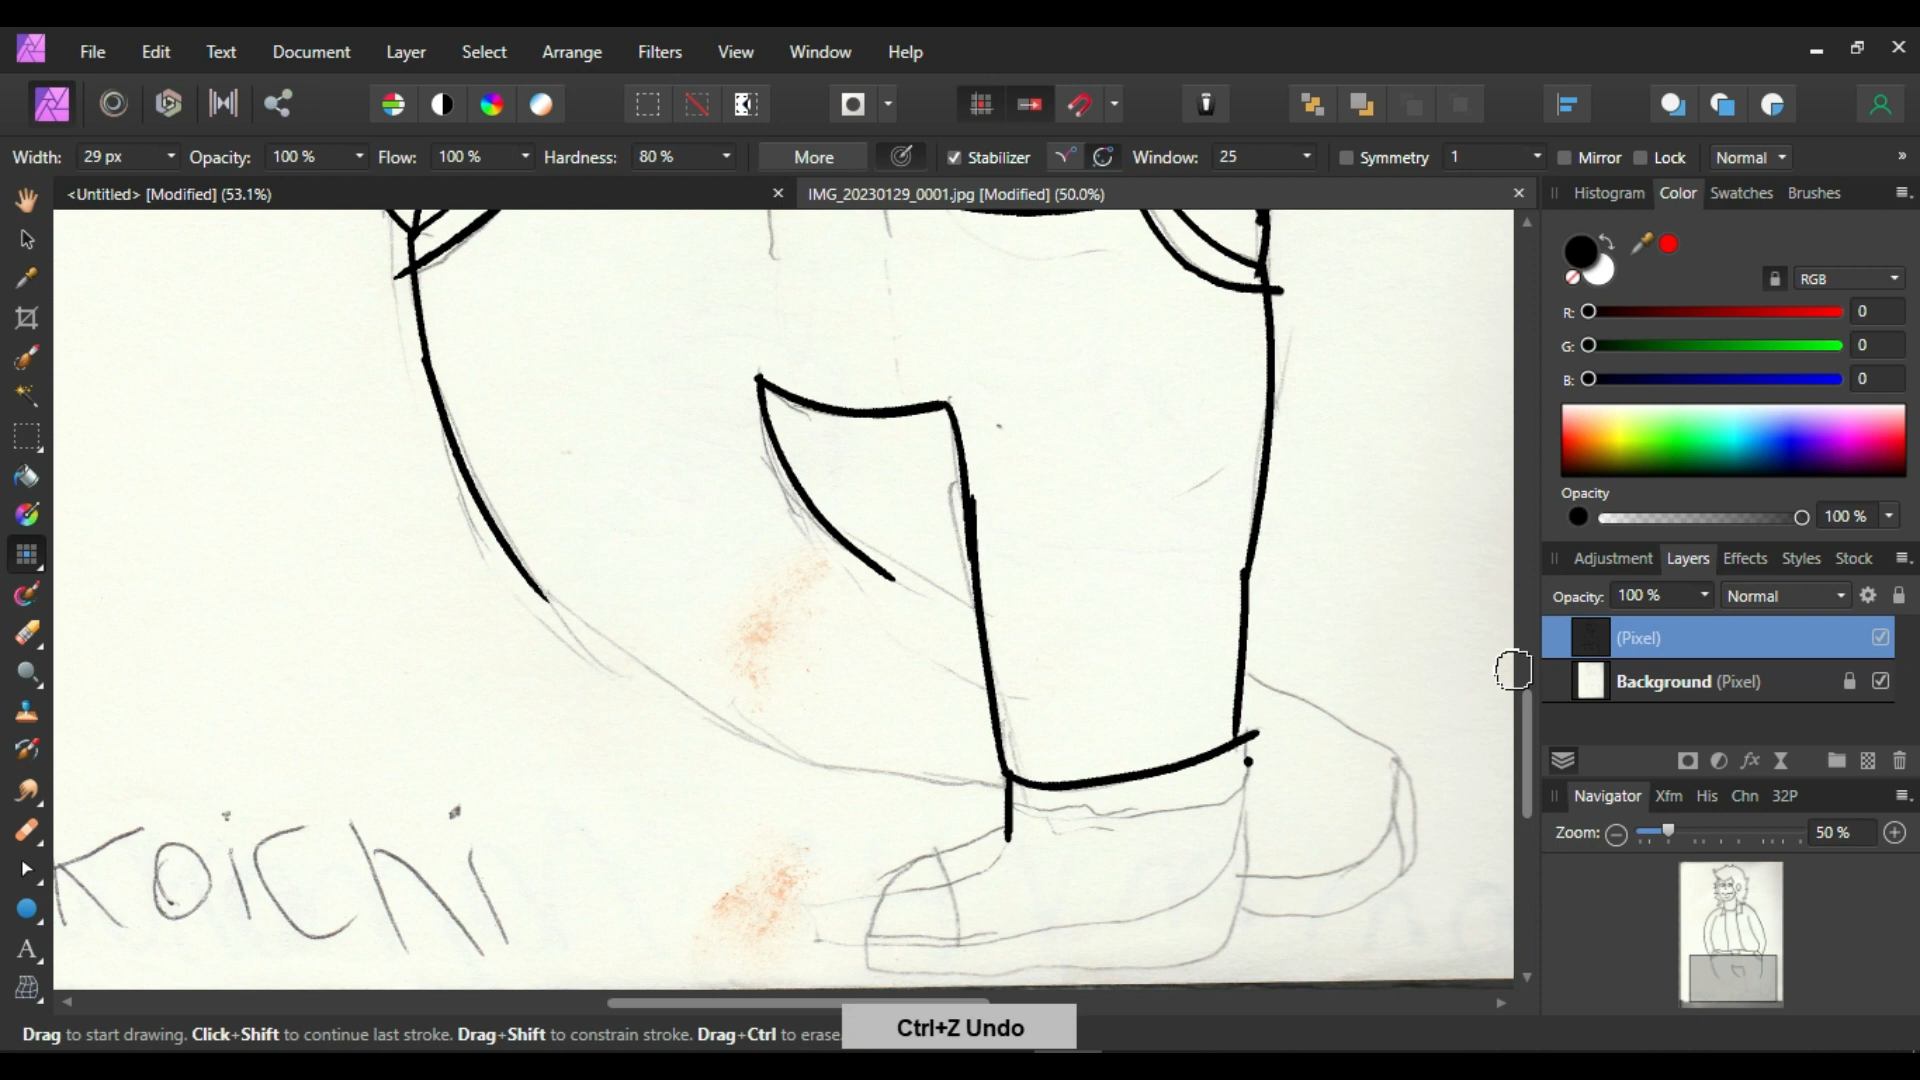 File Edit Text Document Layer Select Arrange Filters View Window Help
Width: 29 px Opacity: 100 % Flow: 100 % Hardness: 80 % More Stabilizer Window: 25 Symmetry 1 Mirror Lock Normal »
<Untitled> [Modified] (53.1%) IMG_20230129_0001.jpg [Modified] (50.0%)
Histogram Color Swatches Brushes
RGB
R: 0
G: 0
B: 0
Opacity
100 %
Adjustment Layers Effects Styles Stock
Opacity: 100 % Normal
(Pixel)
Background (Pixel)
Navigator Xfm His Chn 32P
Zoom: 50 %
KOiCHi
Drag to start drawing. Click+Shift to continue last stroke. Drag+Shift to constrain stroke. Drag+Ctrl to erase.
Ctrl+Z Undo